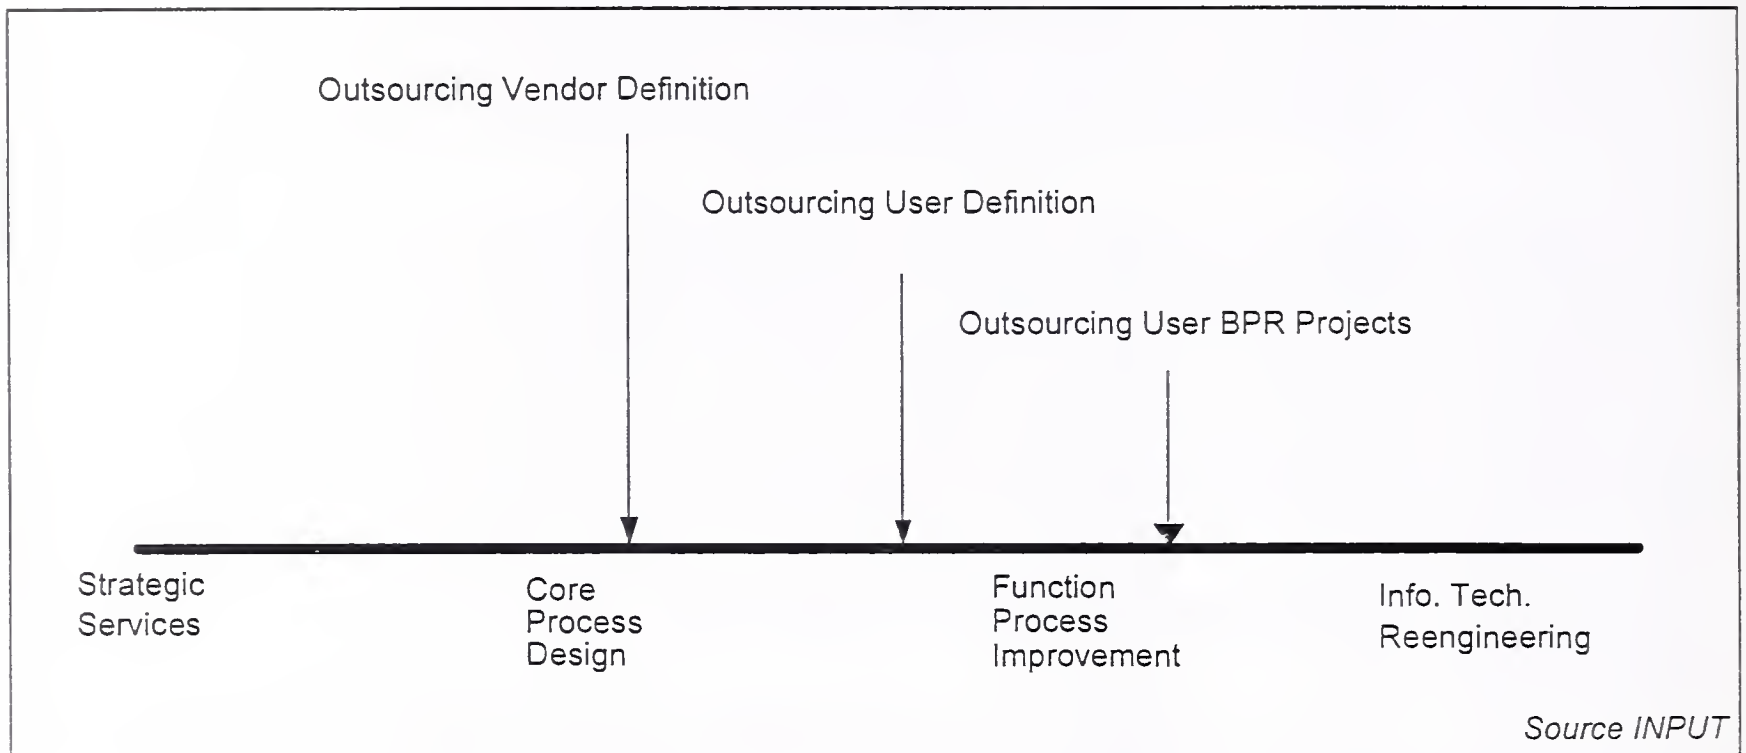 Outsourcing Vendor Definition
Outsourcing User Definition
Outsourcing User BPR Projects
Strategic
Services
Core
Process
Design
Function
Process
Improvement
Info. Tech.
Reengineering
Source INPUT